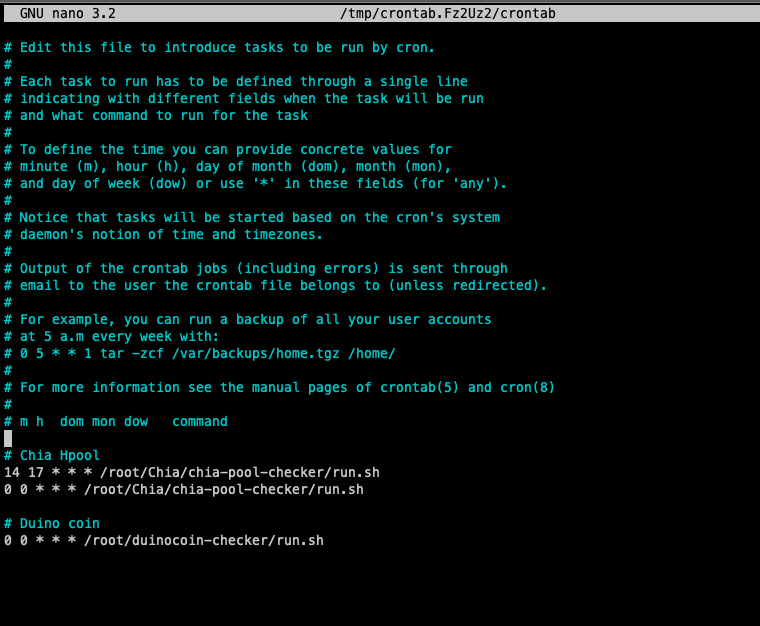 GNU nano 3.2 /tmp/crontab.Fz2Uz2/crontab
# Edit this file to introduce tasks to be run by cron.
#
# Each task to run has to be defined through a single line
# indicating with different fields when the task will be run
# and what command to run for the task
#
# To define the time you can provide concrete values for
# minute (m), hour (h), day of month (dom), month (mon),
# and day of week (dow) or use '*' in these fields (for 'any').
#
# Notice that tasks will be started based on the cron's system
# daemon's notion of time and timezones.
#
# Output of the crontab jobs (including errors) is sent through
# email to the user the crontab file belongs to (unless redirected).
#
# For example, you can run a backup of all your user accounts
# at 5 a.m every week with:
# 0 5 * * 1 tar -zcf /var/backups/home.tgz /home/
#
# For more information see the manual pages of crontab(5) and cron(8)
#
# m h  dom mon dow   command
# Chia Hpool
14 17 * * * /root/Chia/chia-pool-checker/run.sh
0 0 * * * /root/Chia/chia-pool-checker/run.sh
# Duino coin
0 0 * * * /root/duinocoin-checker/run.sh